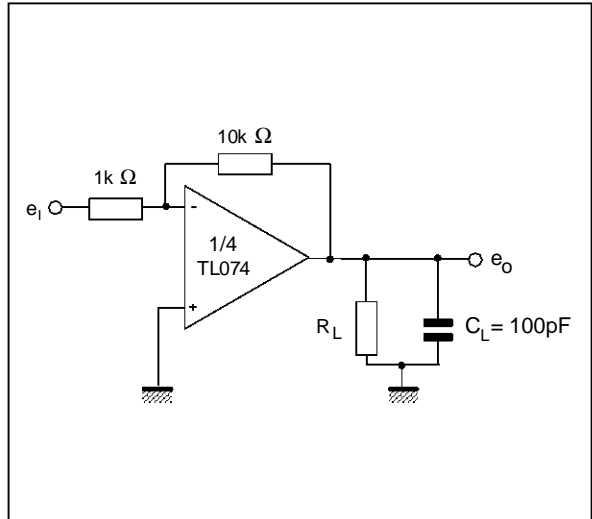 10k Ω
1k Ω
eI
-
1/4
TL074
+
eo
RL
CL= 100pF